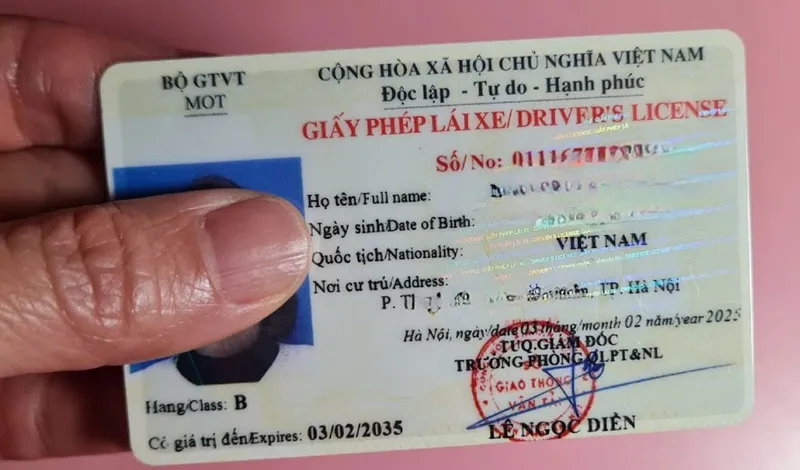 BỘ GTVT
MOT
CỘNG HÒA XÃ HỘI CHỦ NGHĨA VIỆT NAM
Độc lập - Tự do - Hạnh phúc
GIẤY PHÉP LÁI XE/ DRIVER'S LICENSE
Số/No:
Họ tên/Full name:
Ngày sinh/Date of Birth:
Quốc tịch/Nationality: VIỆT NAM
Nơi cư trú/Address:
P. TP. Hà Nội
Hà Nội, ngày/date 03 tháng/month 02 năm/year 2025
TUQ.GIÁM ĐỐC
TRƯỞNG PHÒNG QLPT&NL
GIAO THÔNG
VẬN TẢI
LÊ NGỌC DIỀN
Hạng/Class: B
Có giá trị đến/Expires: 03/02/2035